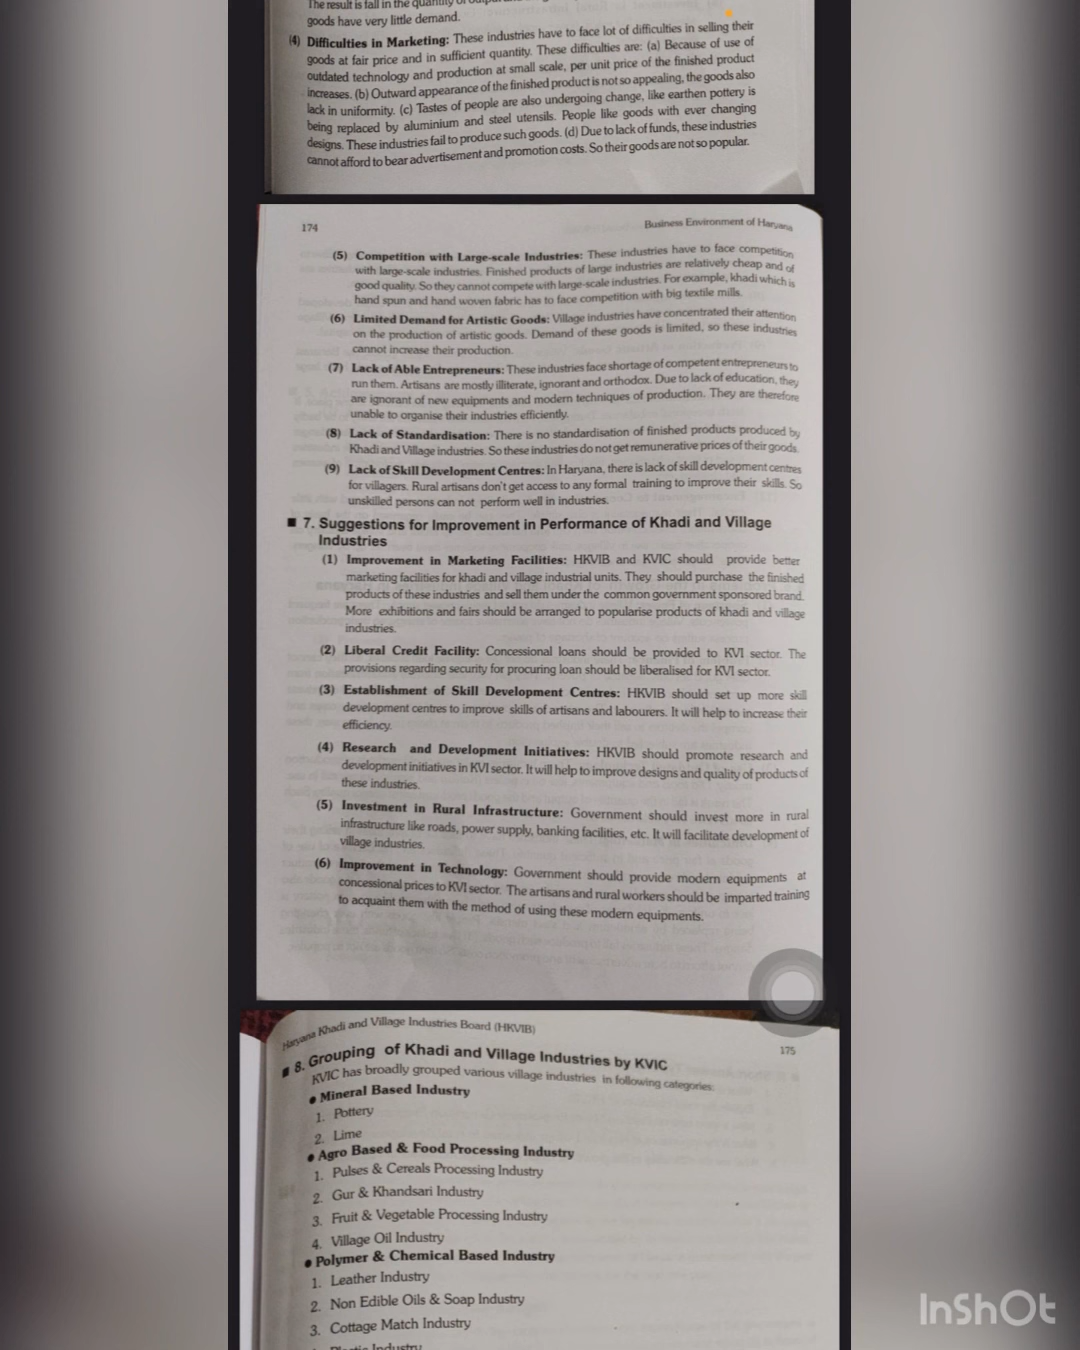 The result is fall in the quantity of
goods have very little demand.
(4) Difficulties in Marketing: These industries have to face lot of difficulties in selling their
goods at fair price and in sufficient quantity. These difficulties are: (a) Because of use of
outdated technology and production at small scale, per unit price of the finished product
increases. (b) Outward appearance of the finished product is not so appealing, the goods also
lack in uniformity. (c) Tastes of people are also undergoing change, like earthen pottery is
being replaced by aluminium and steel utensils. People like goods with ever changing
designs. These industries fail to produce such goods. (d) Due to lack of funds, these industries
cannot afford to bear advertisement and promotion costs. So their goods are not so popular.
174 Business Environment of Haryana
(5) Competition with Large-scale Industries: These industries have to face competition
with large-scale industries. Finished products of large industries are relatively cheap and of
good quality. So they cannot compete with large-scale industries. For example, khadi which is
hand spun and hand woven fabric has to face competition with big textile mills.
(6) Limited Demand for Artistic Goods: Village industries have concentrated their attention
on the production of artistic goods. Demand of these goods is limited, so these industries
cannot increase their production.
(7) Lack of Able Entrepreneurs: These industries face shortage of competent entrepreneurs to
run them. Artisans are mostly illiterate, ignorant and orthodox. Due to lack of education, they
are ignorant of new equipments and modern techniques of production. They are therefore
unable to organise their industries efficiently.
(8) Lack of Standardisation: There is no standardisation of finished products produced by
Khadi and Village industries. So these industries do not get remunerative prices of their goods.
(9) Lack of Skill Development Centres: In Haryana, there is lack of skill development centres
for villagers. Rural artisans don't get access to any formal training to improve their skills. So
unskilled persons can not perform well in industries.
■ 7. Suggestions for Improvement in Performance of Khadi and Village
Industries
(1) Improvement in Marketing Facilities: HKVIB and KVIC should provide better
marketing facilities for khadi and village industrial units. They should purchase the finished
products of these industries and sell them under the common government sponsored brand.
More exhibitions and fairs should be arranged to popularise products of khadi and village
industries.
(2) Liberal Credit Facility: Concessional loans should be provided to KVI sector. The
provisions regarding security for procuring loan should be liberalised for KVI sector.
(3) Establishment of Skill Development Centres: HKVIB should set up more skill
development centres to improve skills of artisans and labourers. It will help to increase their
efficiency.
(4) Research and Development Initiatives: HKVIB should promote research and
development initiatives in KVI sector. It will help to improve designs and quality of products of
these industries.
(5) Investment in Rural Infrastructure: Government should invest more in rural
infrastructure like roads, power supply, banking facilities, etc. It will facilitate development of
village industries.
(6) Improvement in Technology: Government should provide modern equipments at
concessional prices to KVI sector. The artisans and rural workers should be imparted training
to acquaint them with the method of using these modern equipments.
Haryana Khadi and Village Industries Board (HKVIB) 175
■ 8. Grouping of Khadi and Village Industries by KVIC
KVIC has broadly grouped various village industries in following categories:
● Mineral Based Industry
1. Pottery
2. Lime
● Agro Based & Food Processing Industry
1. Pulses & Cereals Processing Industry
2. Gur & Khandsari Industry
3. Fruit & Vegetable Processing Industry
4. Village Oil Industry
● Polymer & Chemical Based Industry
1. Leather Industry
2. Non Edible Oils & Soap Industry
3. Cottage Match Industry
Plastic Industry
InShOt